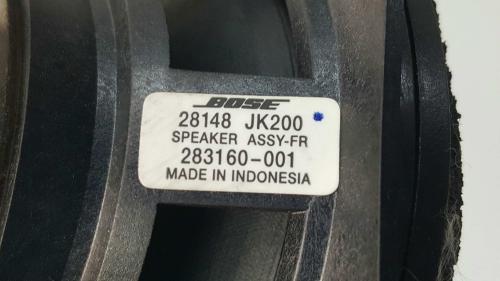 BOSE
28148 JK200
SPEAKER ASSY-FR
283160-001
MADE IN INDONESIA